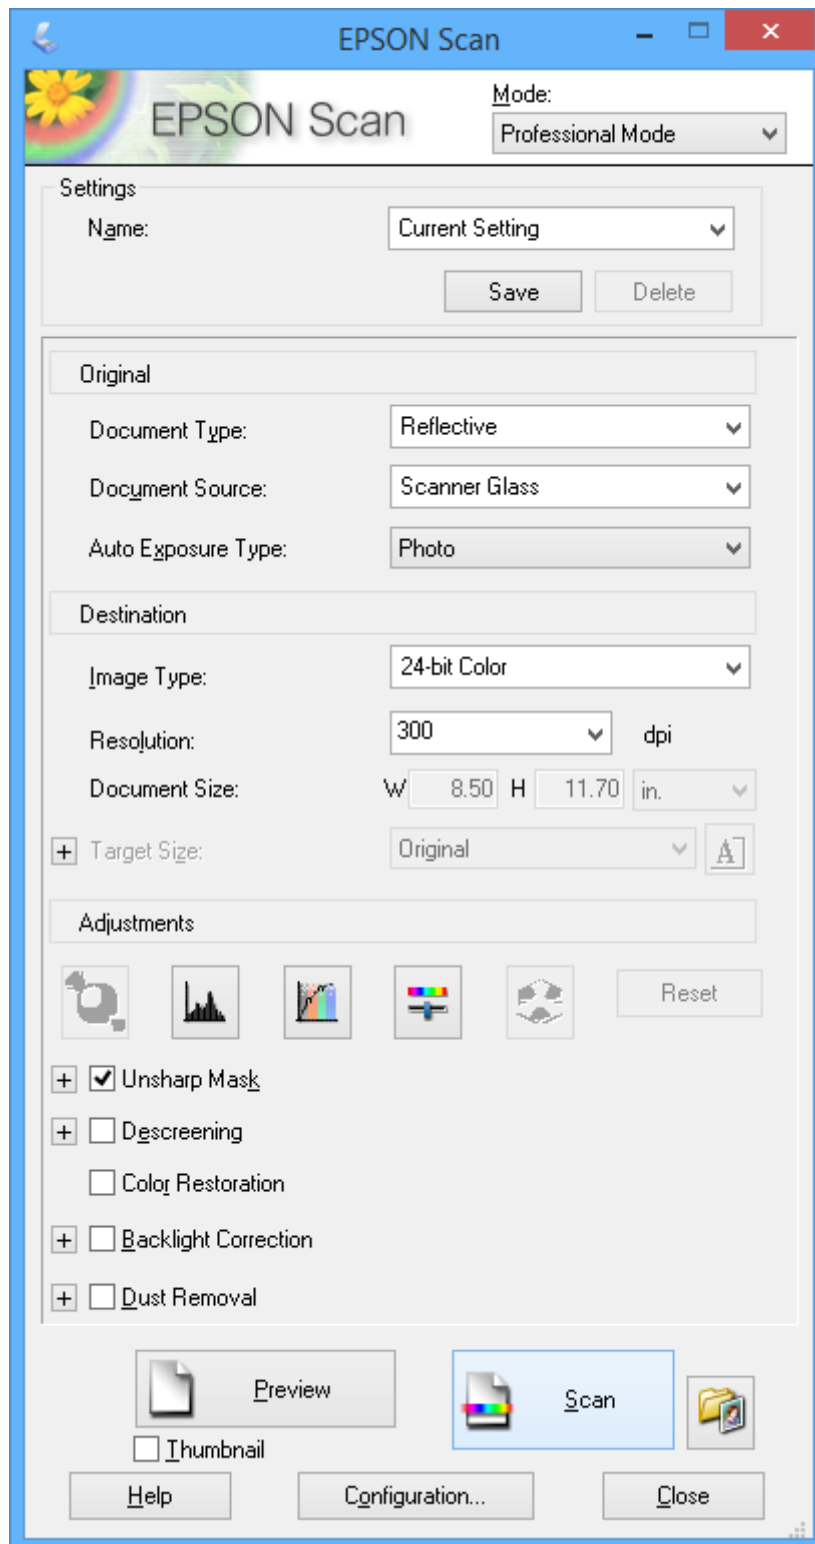 EPSON Scan
EPSON Scan
Mode:
Professional Mode
Settings
Name: Current Setting
Save Delete
Original
Document Type: Reflective
Document Source: Scanner Glass
Auto Exposure Type: Photo
Destination
Image Type: 24-bit Color
Resolution: 300 dpi
Document Size: W 8.50 H 11.70 in.
+ Target Size: Original A
Adjustments
Reset
+ Unsharp Mask
+ Descreening
Color Restoration
+ Backlight Correction
+ Dust Removal
Preview Scan
Thumbnail
Help Configuration... Close